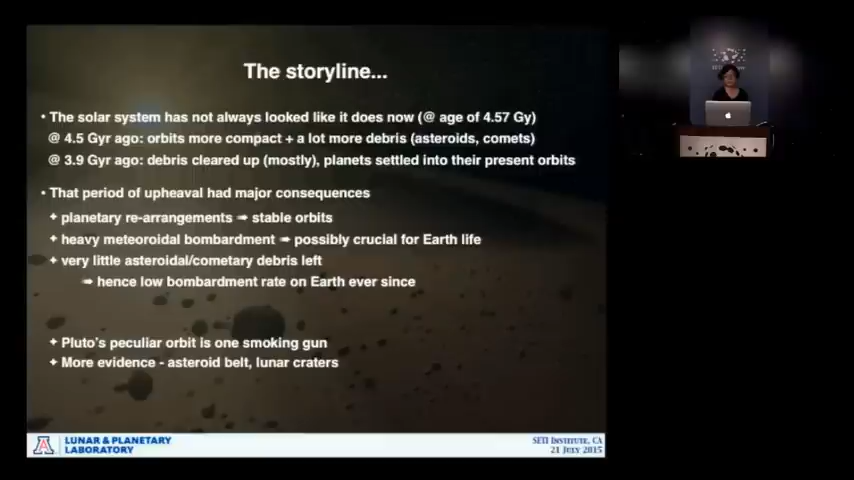 The storyline...
• The solar system has not always looked like it does now (@ age of 4.57 Gy)
@ 4.5 Gyr ago: orbits more compact + a lot more debris (asteroids, comets)
@ 3.9 Gyr ago: debris cleared up (mostly), planets settled into their present orbits
• That period of upheaval had major consequences
✦ planetary re-arrangements ➠ stable orbits
✦ heavy meteoroidal bombardment ➠ possibly crucial for Earth life
✦ very little asteroidal/cometary debris left
➠ hence low bombardment rate on Earth ever since
✦ Pluto's peculiar orbit is one smoking gun
✦ More evidence - asteroid belt, lunar craters
A
LUNAR & PLANETARY
LABORATORY
SETI INSTITUTE, CA
21 JULY 2015